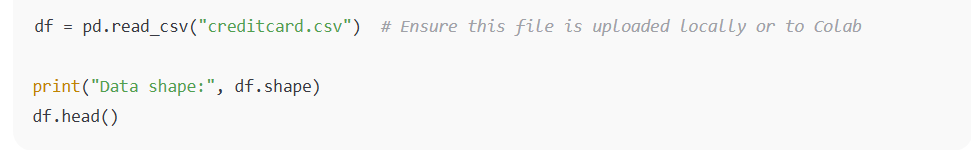 df = pd.read_csv("creditcard.csv")  # Ensure this file is uploaded locally or to Colab
print("Data shape:", df.shape)
df.head()